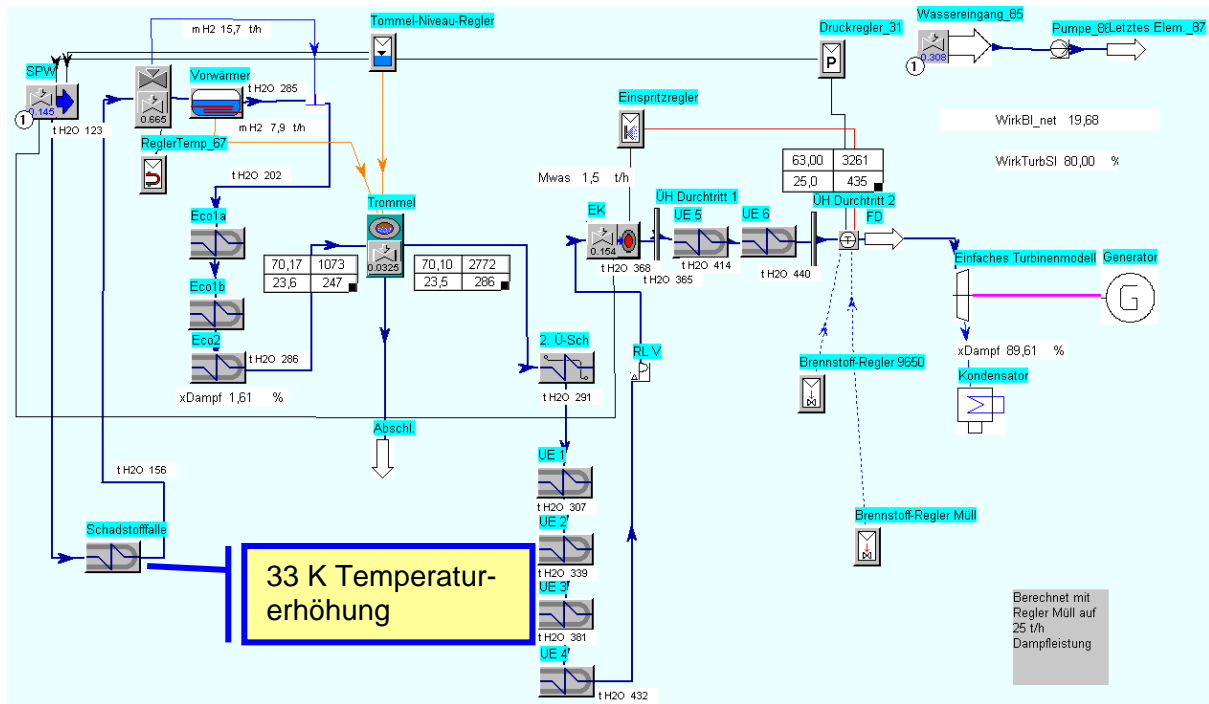 m H2 15,7 t/h
Tommel-Niveau-Regler
Druckregler_31
Wassereingang_85
Pumpe_86
Letztes Elem._87
0.308
1
SPW
0.145
1
t H2O 123
Vorwärmer
t H2O 285
0.665
m H2 7,9 t/h
ReglerTemp_67
P
Einspritzregler
WirkBl_net 19,68
WirkTurbSl 80,00 %
63,00 3261
25,0 435
Mwas 1,5 t/h
t H2O 202
Eco1a
Trommel
0.0325
EK
0.154
ÜH Durchtritt 1
UE 5
UE 6
ÜH Durchtritt 2
FD
t H2O 368
t H2O 365
t H2O 414
t H2O 440
70,17 1073
23,6 247
70,10 2772
23,5 286
Einfaches Turbinenmodell
Generator
G
Eco1b
Eco2
t H2O 286
xDampf 1,61 %
2. Ü-Sch
t H2O 291
RL V
Brennstoff-Regler 9650
xDampf 89,61 %
Kondensator
Abschl.
t H2O 156
Schadstofffalle
UE 1
t H2O 307
UE 2
t H2O 339
UE 3
t H2O 381
UE 4
t H2O 432
Brennstoff-Regler Müll
33 K Temperatur-
erhöhung
Berechnet mit
Regler Müll auf
25 t/h
Dampfleistung